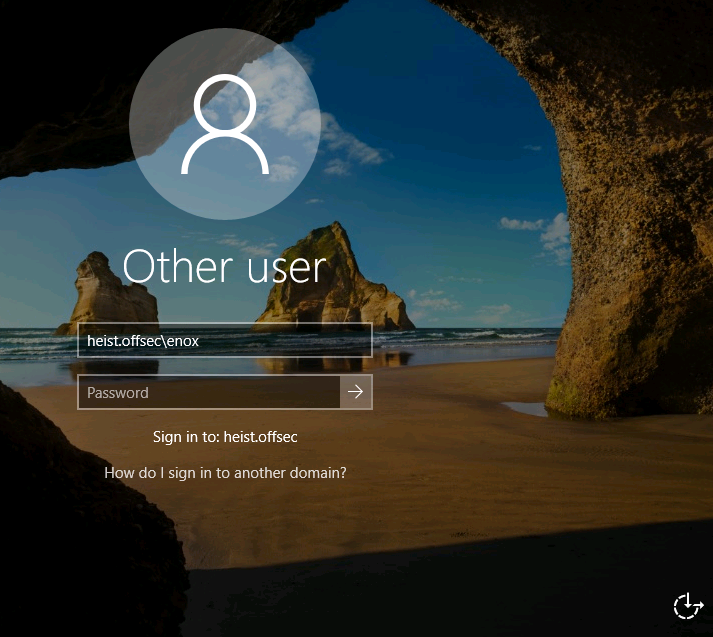 Other user
heist.offsec\enox
Password
Sign in to: heist.offsec
How do I sign in to another domain?